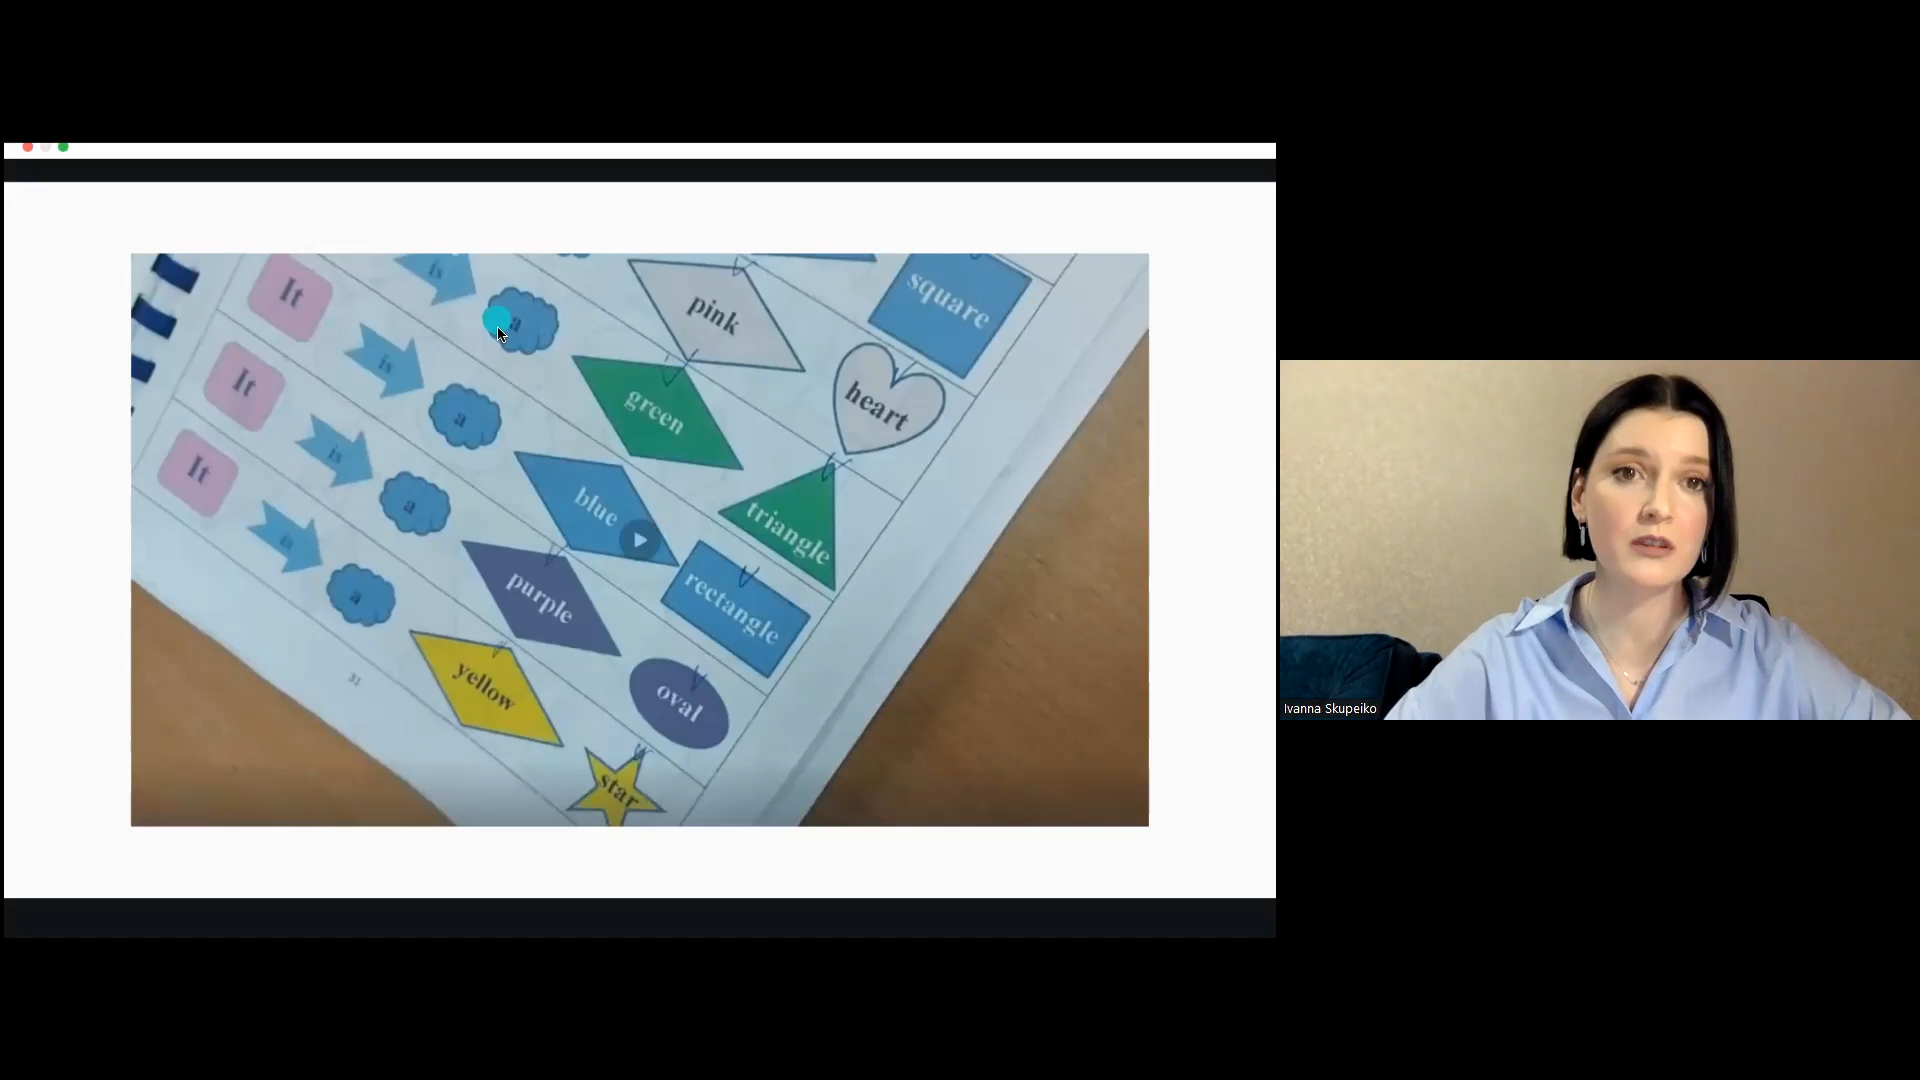 square
pink heart
is a green triangle
It is a blue rectangle
It is a purple oval
It is a yellow star
31
Ivanna Skupeiko